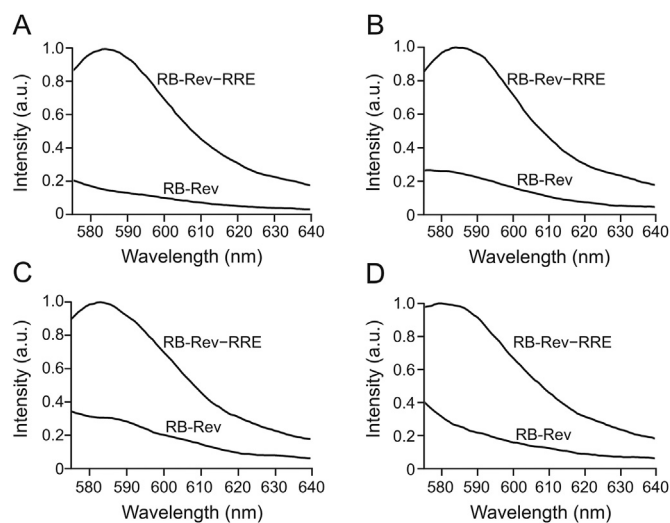 A
Intensity (a.u.)
1.0
0.8
0.6
0.4
0.2
0
RB-Rev−RRE
RB-Rev
580 590 600 610 620 630 640
Wavelength (nm)
B
Intensity (a.u.)
1.0
0.8
0.6
0.4
0.2
0
RB-Rev−RRE
RB-Rev
580 590 600 610 620 630 640
Wavelength (nm)
C
Intensity (a.u.)
1.0
0.8
0.6
0.4
0.2
0
RB-Rev−RRE
RB-Rev
580 590 600 610 620 630 640
Wavelength (nm)
D
Intensity (a.u.)
1.0
0.8
0.6
0.4
0.2
0
RB-Rev−RRE
RB-Rev
580 590 600 610 620 630 640
Wavelength (nm)